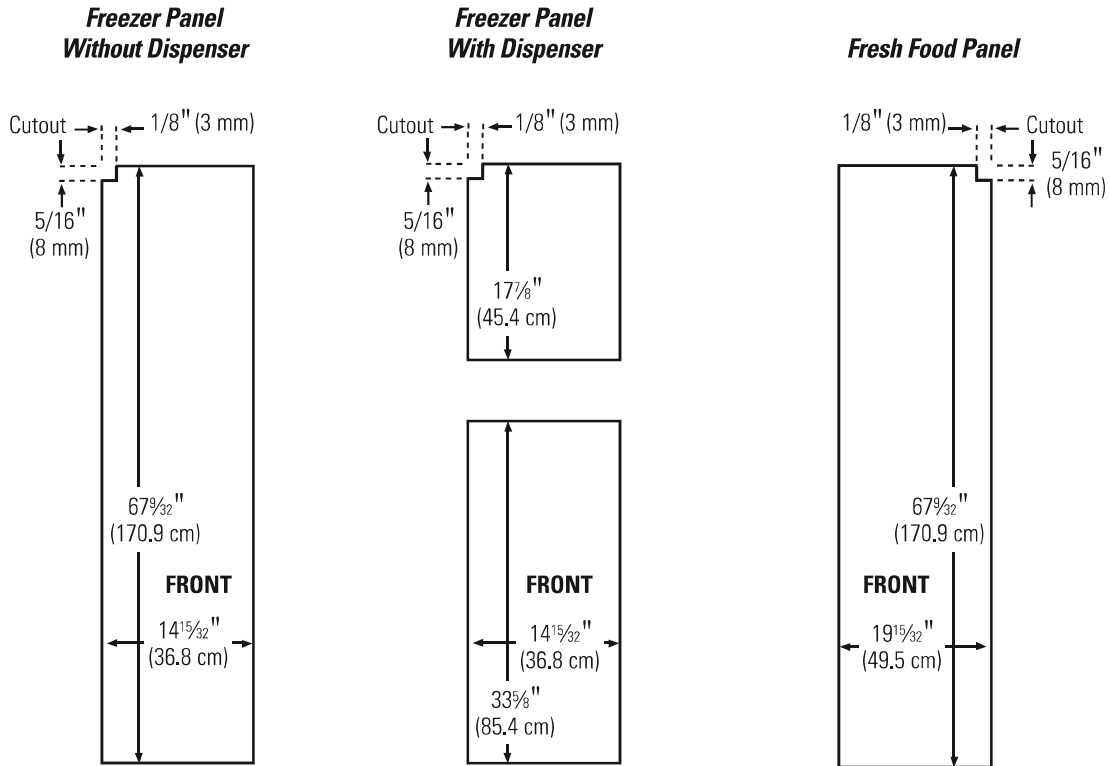 Freezer Panel
Without Dispenser
Cutout
1/8" (3 mm)
5/16"
(8 mm)
67⁹⁄₃₂"
(170.9 cm)
FRONT
14¹⁵⁄₃₂"
(36.8 cm)
Freezer Panel
With Dispenser
Cutout
1/8" (3 mm)
5/16"
(8 mm)
17⅞"
(45.4 cm)
FRONT
14¹⁵⁄₃₂"
(36.8 cm)
33⅝"
(85.4 cm)
Fresh Food Panel
1/8" (3 mm)
Cutout
5/16"
(8 mm)
67⁹⁄₃₂"
(170.9 cm)
FRONT
19¹⁵⁄₃₂"
(49.5 cm)